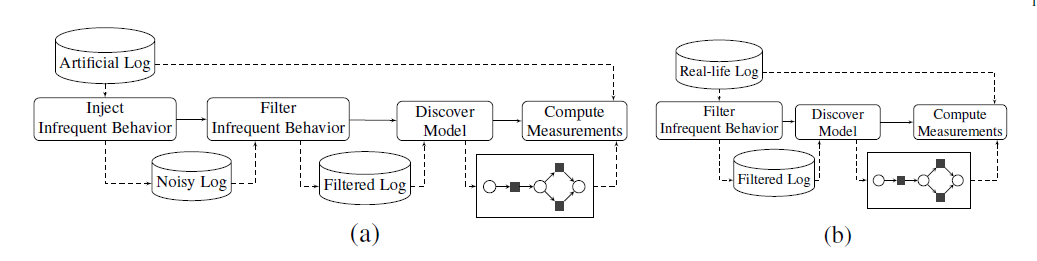 Artificial Log
Inject
Infrequent Behavior
Filter
Infrequent Behavior
Discover
Model
Compute
Measurements
Noisy Log
Filtered Log
(a)
Real-life Log
Filter
Infrequent Behavior
Discover
Model
Compute
Measurements
Filtered Log
(b)